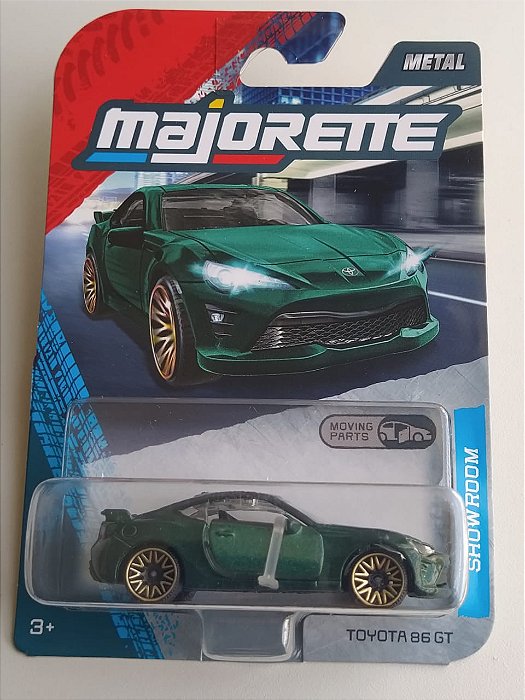 METAL
majorette
MOVING
PARTS
SHOWROOM
3+
TOYOTA 86 GT